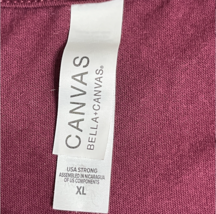 CANVAS
BELLA+CANVAS®
USA STRONG
ASSEMBLED IN NICARAGUA
OF US COMPONENTS
XL